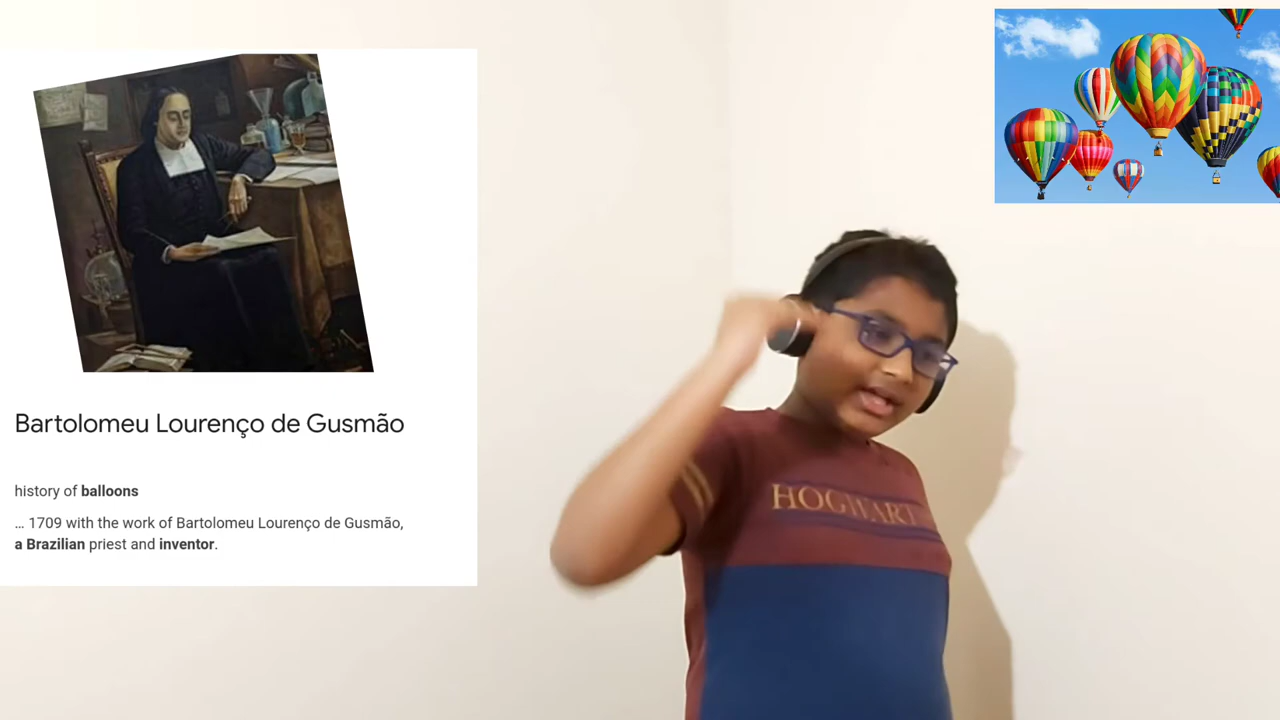 Bartolomeu Lourenço de Gusmão
history of balloons
... 1709 with the work of Bartolomeu Lourenço de Gusmão,
a Brazilian priest and inventor.
HOGWART